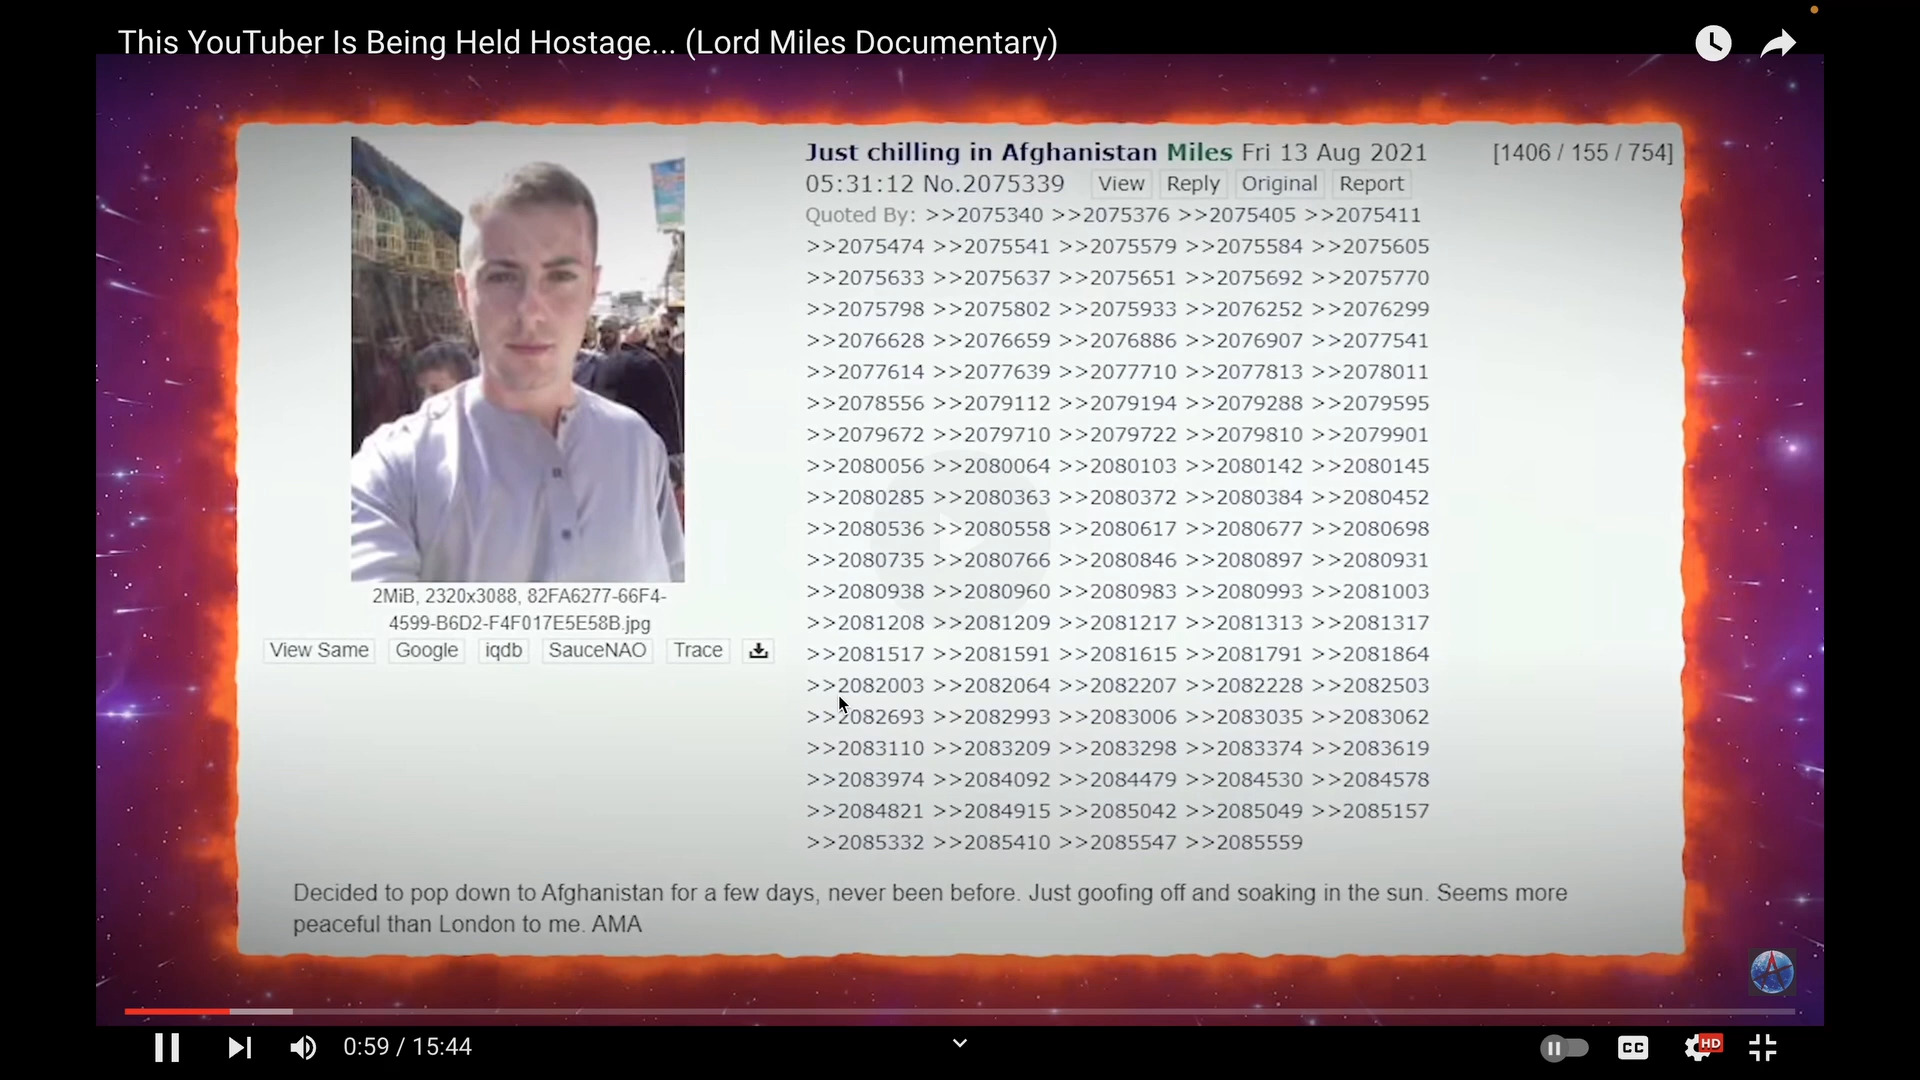 This YouTuber Is Being Held Hostage... (Lord Miles Documentary)
Just chilling in Afghanistan Miles Fri 13 Aug 2021 [1406 / 155 / 754]
05:31:12 No.2075339 View Reply Original Report
Quoted By: >>2075340 >>2075376 >>2075405 >>2075411
>>2075474 >>2075541 >>2075579 >>2075584 >>2075605
>>2075633 >>2075637 >>2075651 >>2075692 >>2075770
>>2075798 >>2075802 >>2075933 >>2076252 >>2076299
>>2076628 >>2076659 >>2076886 >>2076907 >>2077541
>>2077614 >>2077639 >>2077710 >>2077813 >>2078011
>>2078556 >>2079112 >>2079194 >>2079288 >>2079595
>>2079672 >>2079710 >>2079722 >>2079810 >>2079901
>>2080056 >>2080064 >>2080103 >>2080142 >>2080145
>>2080285 >>2080363 >>2080372 >>2080384 >>2080452
>>2080536 >>2080558 >>2080617 >>2080677 >>2080698
>>2080735 >>2080766 >>2080846 >>2080897 >>2080931
>>2080938 >>2080960 >>2080983 >>2080993 >>2081003
>>2081208 >>2081209 >>2081217 >>2081313 >>2081317
>>2081517 >>2081591 >>2081615 >>2081791 >>2081864
>>2082003 >>2082064 >>2082207 >>2082228 >>2082503
>>2082693 >>2082993 >>2083006 >>2083035 >>2083062
>>2083110 >>2083209 >>2083298 >>2083374 >>2083619
>>2083974 >>2084092 >>2084479 >>2084530 >>2084578
>>2084821 >>2084915 >>2085042 >>2085049 >>2085157
>>2085332 >>2085410 >>2085547 >>2085559
2MiB, 2320x3088, 82FA6277-66F4-
4599-B6D2-F4F017E5E58B.jpg
View Same Google iqdb SauceNAO Trace
Decided to pop down to Afghanistan for a few days, never been before. Just goofing off and soaking in the sun. Seems more
peaceful than London to me. AMA
0:59 / 15:44
CC
HD